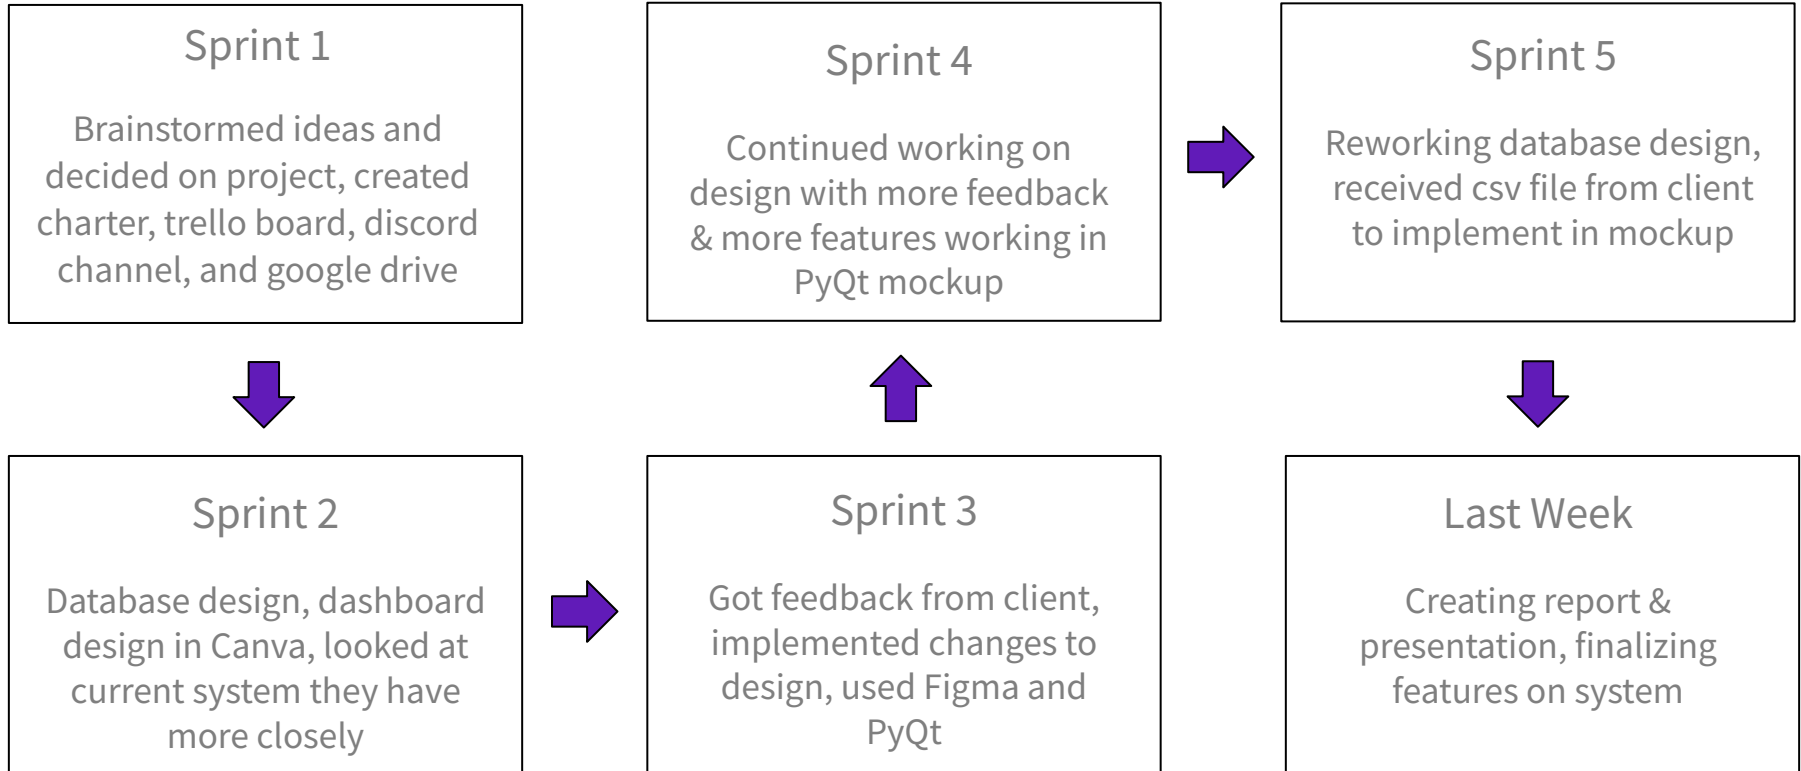 Sprint 1
Brainstormed ideas and
decided on project, created
charter, trello board, discord
channel, and google drive
Sprint 2
Database design, dashboard
design in Canva, looked at
current system they have
more closely
Sprint 3
Got feedback from client,
implemented changes to
design, used Figma and
PyQt
Sprint 4
Continued working on
design with more feedback
& more features working in
PyQt mockup
Sprint 5
Reworking database design,
received csv file from client
to implement in mockup
Last Week
Creating report &
presentation, finalizing
features on system